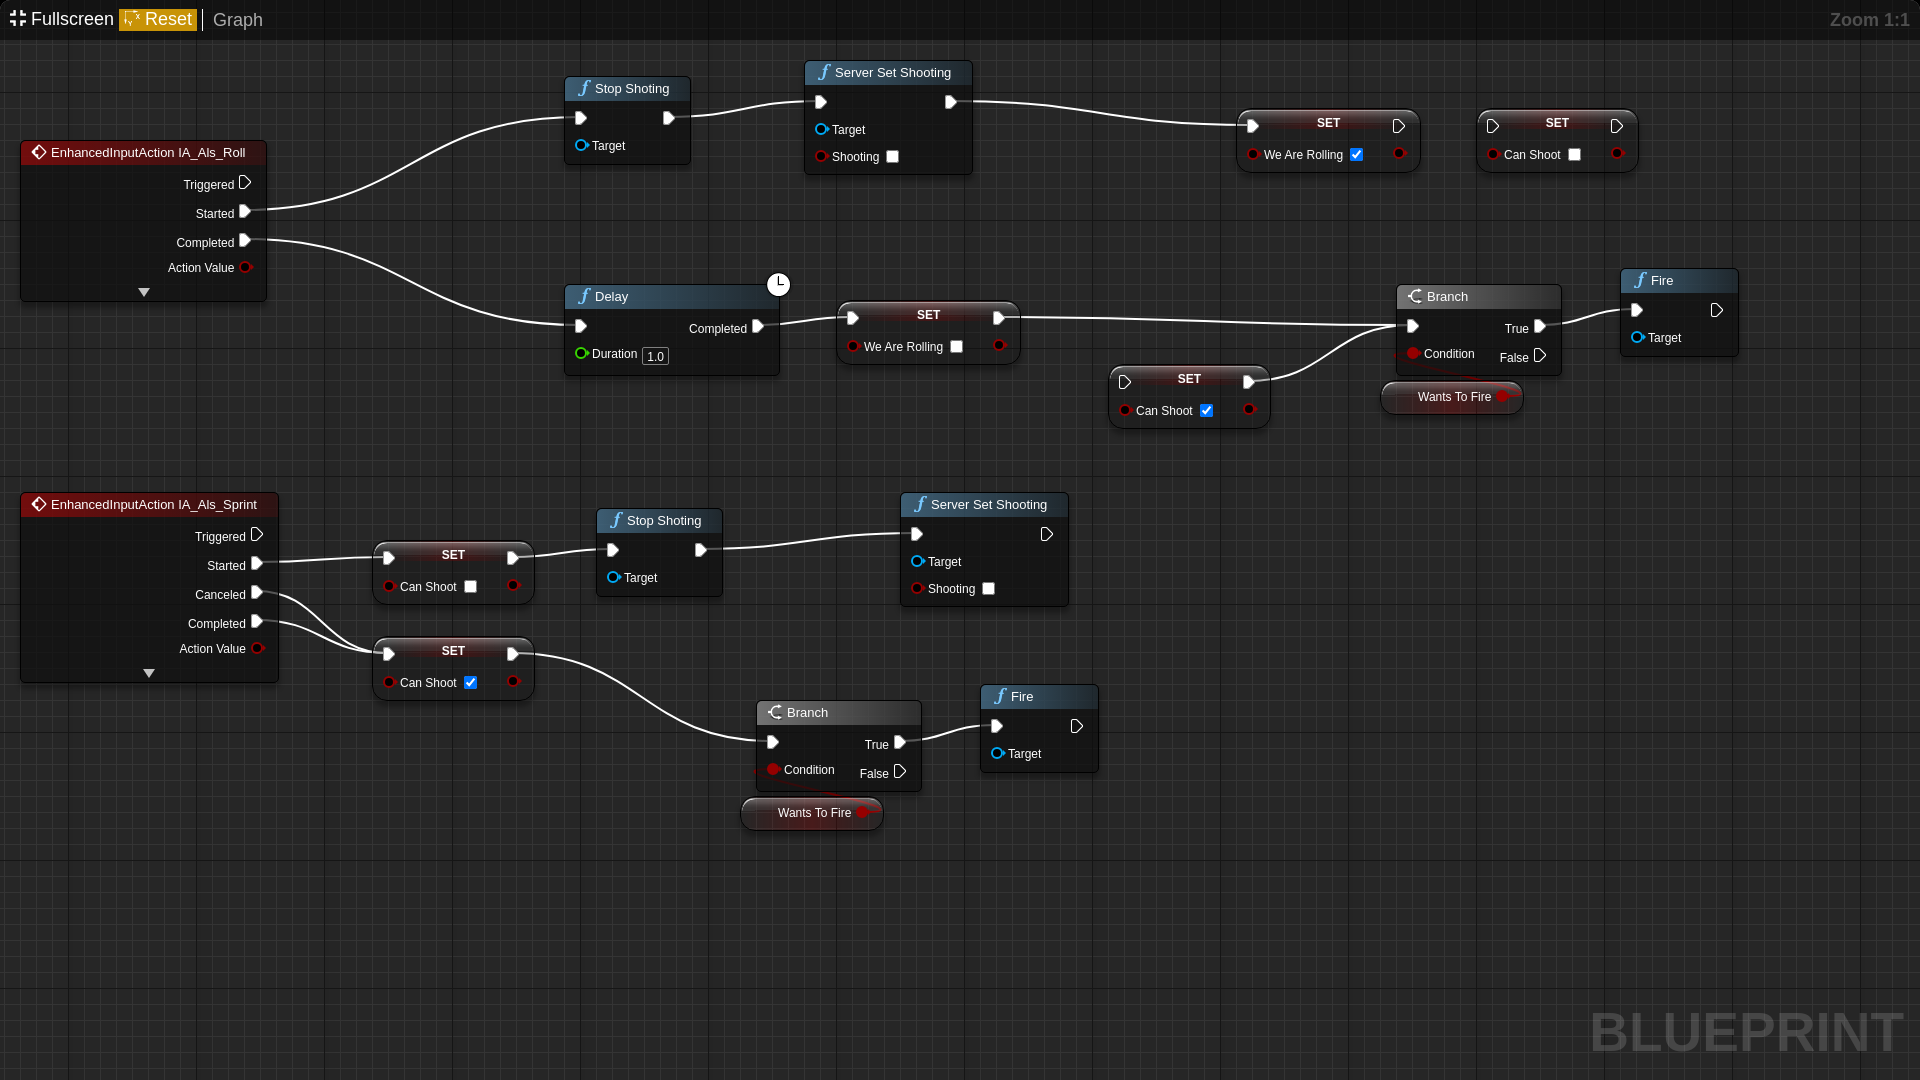 Fullscreen Reset Graph Zoom 1:1
Stop Shoting
Target
Server Set Shooting
Target
Shooting
SET
We Are Rolling
SET
Can Shoot
EnhancedInputAction IA_Als_Roll
Triggered
Started
Completed
Action Value
Delay
Completed
Duration 1.0
SET
We Are Rolling
SET
Can Shoot
Branch
True
Condition
False
Wants To Fire
Fire
Target
EnhancedInputAction IA_Als_Sprint
Triggered
Started
Canceled
Completed
Action Value
SET
Can Shoot
Stop Shoting
Target
Server Set Shooting
Target
Shooting
SET
Can Shoot
Branch
True
Condition
False
Wants To Fire
Fire
Target
BLUEPRINT